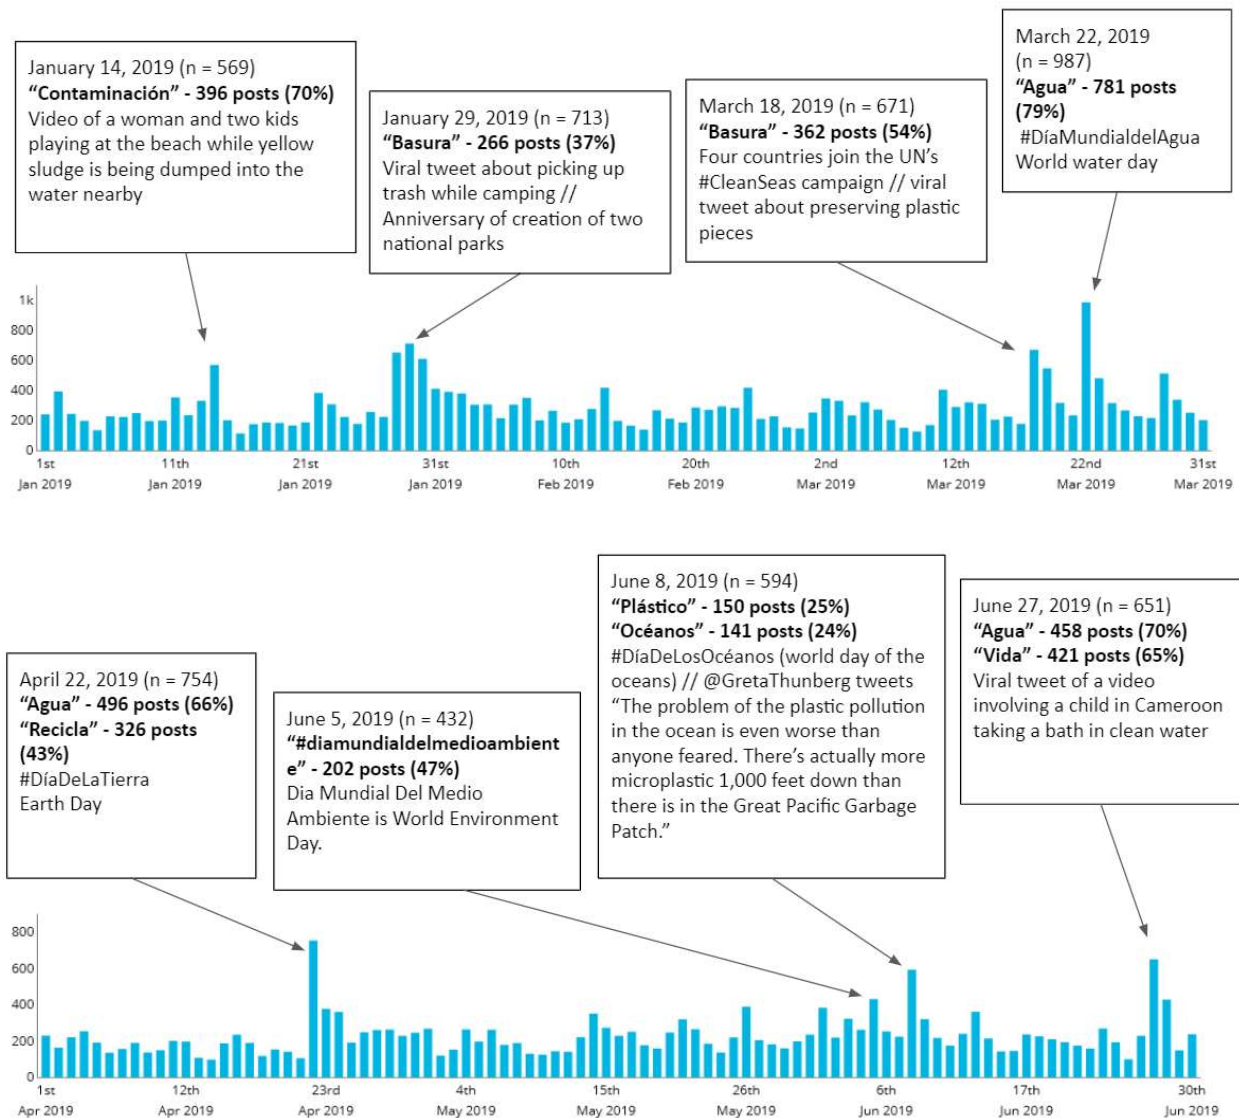 January 14, 2019 (n = 569)
“Contaminación” - 396 posts (70%)
Video of a woman and two kids
playing at the beach while yellow
sludge is being dumped into the
water nearby
January 29, 2019 (n = 713)
“Basura” - 266 posts (37%)
Viral tweet about picking up
trash while camping //
Anniversary of creation of two
national parks
March 18, 2019 (n = 671)
“Basura” - 362 posts (54%)
Four countries join the UN’s
#CleanSeas campaign // viral
tweet about preserving plastic
pieces
March 22, 2019
(n = 987)
“Agua” - 781 posts
(79%)
#DíaMundialdelAgua
World water day
1k
800
600
400
200
0
1st 11th 21st 31st 10th 20th 2nd 12th 22nd 31st
Jan 2019 Jan 2019 Jan 2019 Jan 2019 Feb 2019 Feb 2019 Mar 2019 Mar 2019 Mar 2019 Mar 2019
April 22, 2019 (n = 754)
“Agua” - 496 posts (66%)
“Recicla” - 326 posts
(43%)
#DíaDeLaTierra
Earth Day
June 5, 2019 (n = 432)
“#diamundialdelmedioambient
e” - 202 posts (47%)
Dia Mundial Del Medio
Ambiente is World Environment
Day.
June 8, 2019 (n = 594)
“Plástico” - 150 posts (25%)
“Océanos” - 141 posts (24%)
#DíaDeLosOcéanos (world day of the
oceans) // @GretaThunberg tweets
“The problem of the plastic pollution
in the ocean is even worse than
anyone feared. There’s actually more
microplastic 1,000 feet down than
there is in the Great Pacific Garbage
Patch.”
June 27, 2019 (n = 651)
“Agua” - 458 posts (70%)
“Vida” - 421 posts (65%)
Viral tweet of a video
involving a child in Cameroon
taking a bath in clean water
800
600
400
200
0
1st 12th 23rd 4th 15th 26th 6th 17th 30th
Apr 2019 Apr 2019 Apr 2019 May 2019 May 2019 May 2019 Jun 2019 Jun 2019 Jun 2019